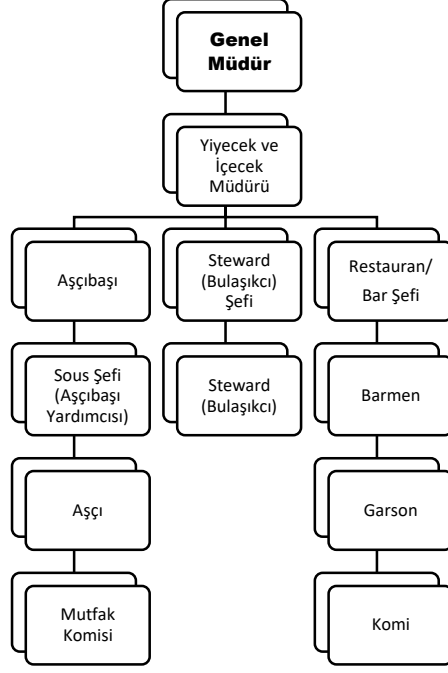 Genel
Müdür
Yiyecek ve
İçecek
Müdürü
Aşçıbaşı
Steward
(Bulaşıkcı)
Şefi
Restauran/
Bar Şefi
Sous Şefi
(Aşçıbaşı
Yardımcısı)
Steward
(Bulaşıkcı)
Barmen
Aşçı
Garson
Mutfak
Komisi
Komi